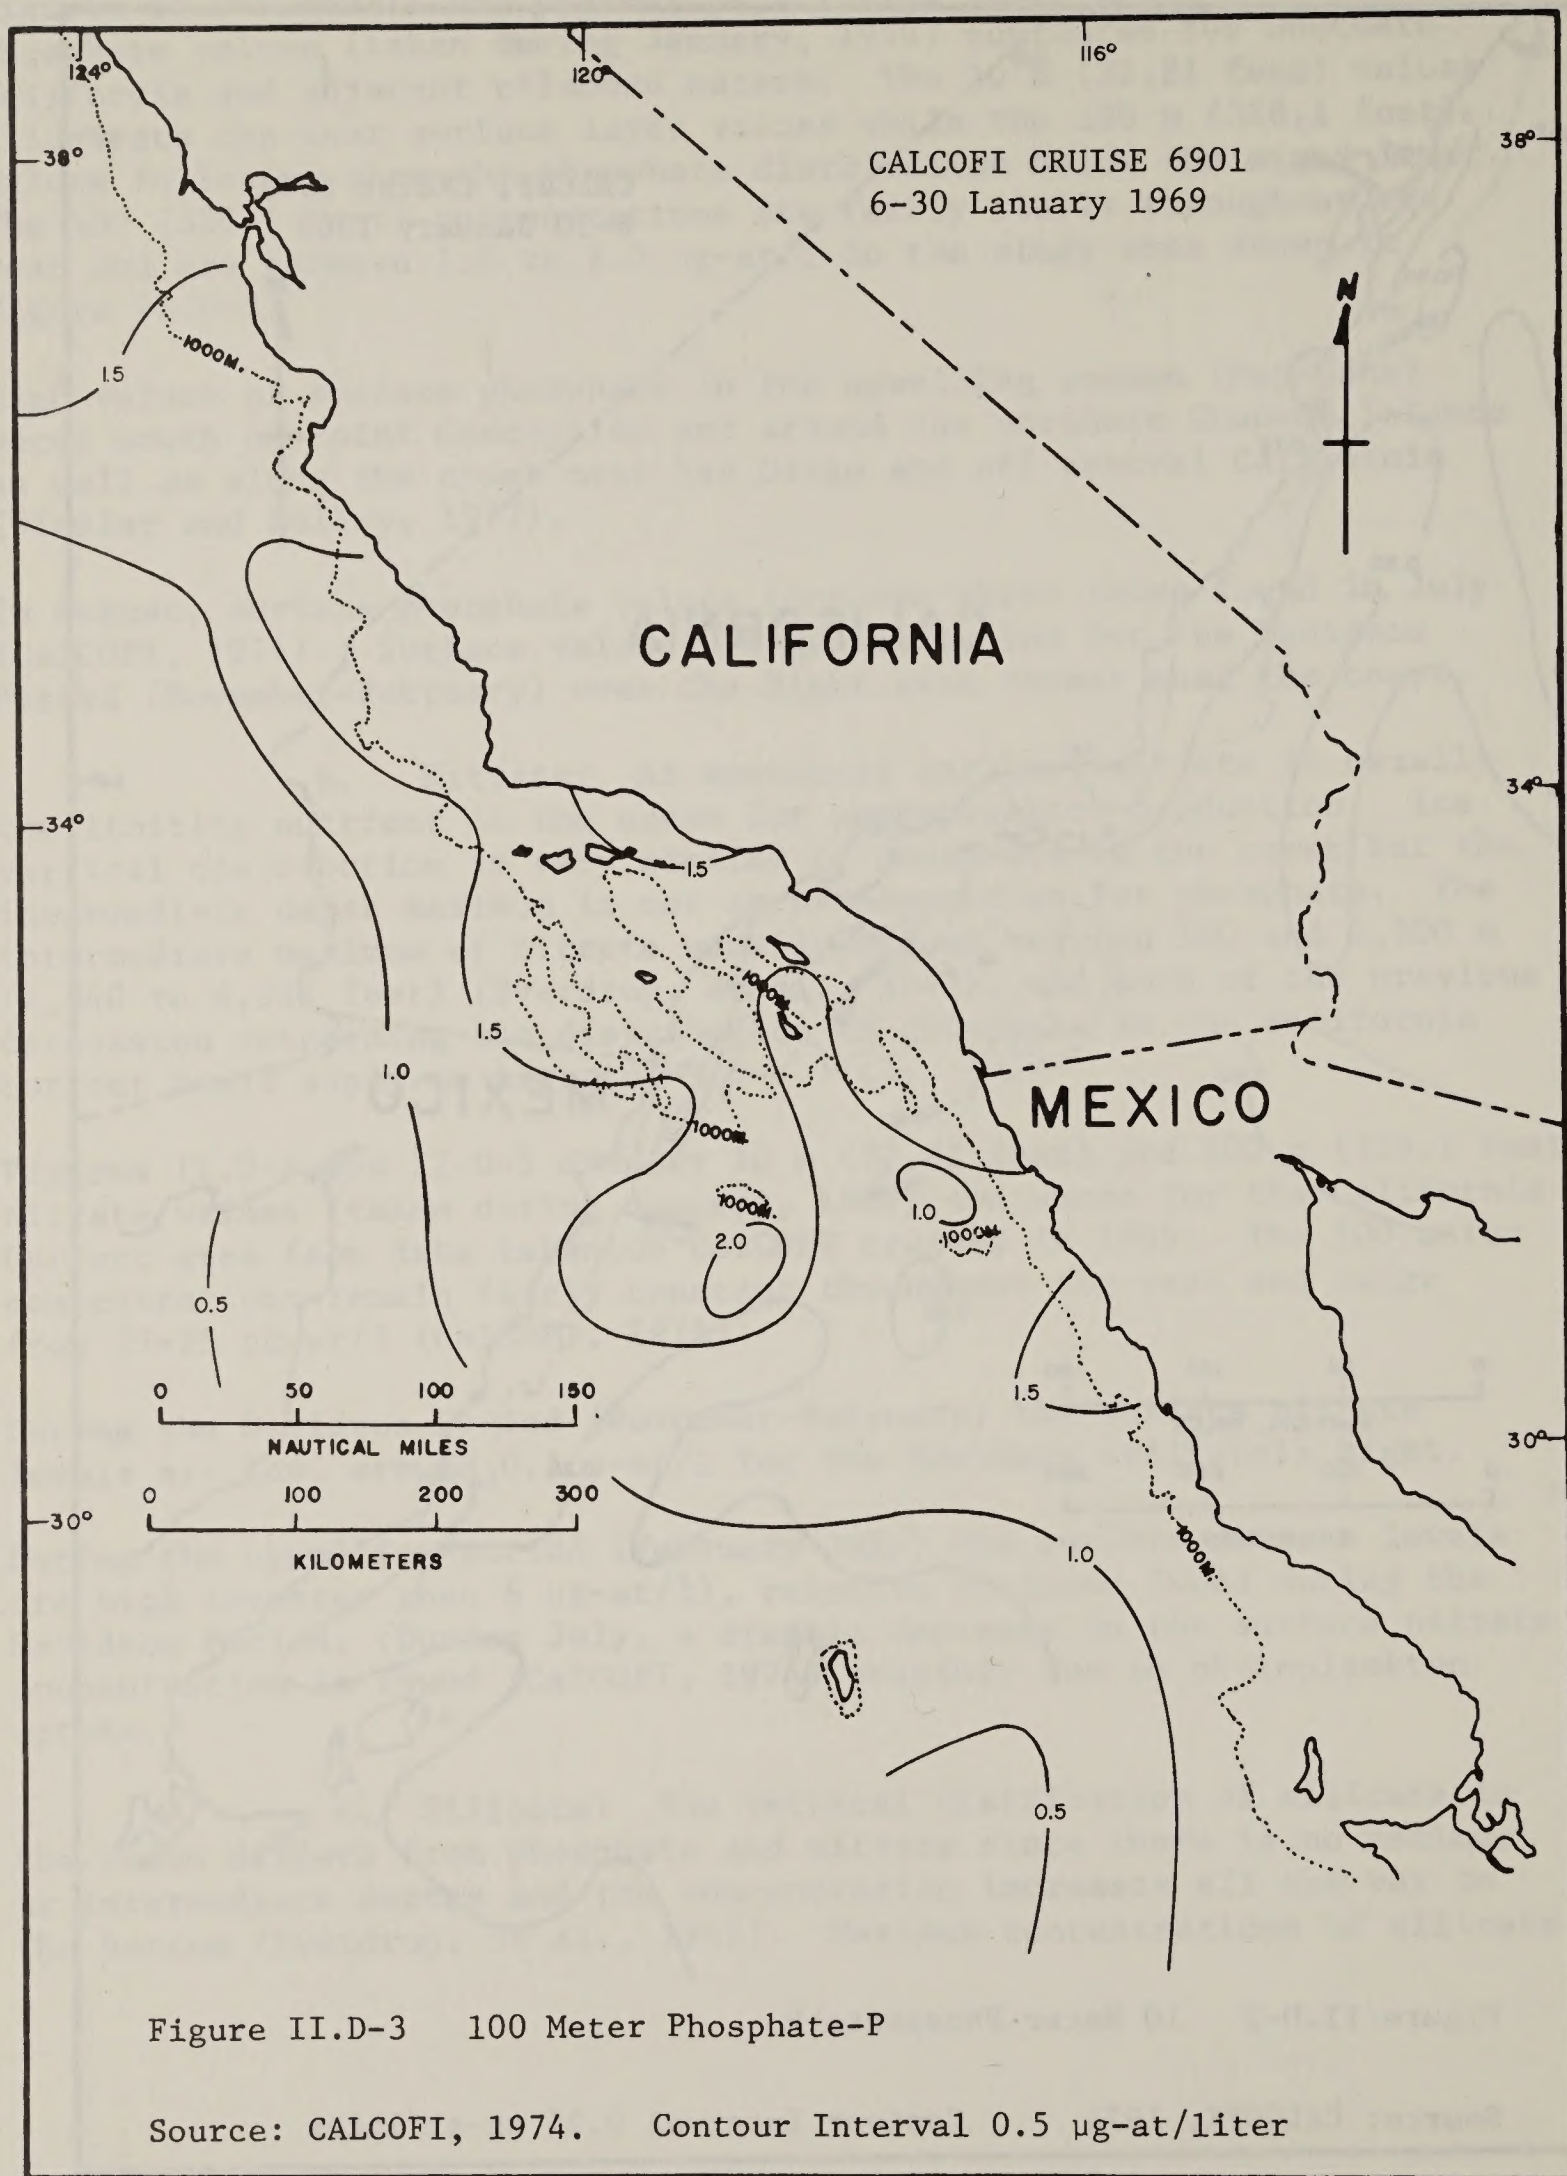 124°
120°
116°
38°
38°
CALCOFI CRUISE 6901
6-30 Lanuary 1969
N
1000M.
1.5
CALIFORNIA
34°
34°
1.5
1000M.
1.5
1.0
MEXICO
1000M.
1000M.
1.0
1000M.
2.0
0.5
1.5
0 50 100 150
NAUTICAL MILES
30°
0 100 200 300
30°
KILOMETERS
1.0
1000M.
0.5
Figure II.D-3 100 Meter Phosphate-P
Source: CALCOFI, 1974. Contour Interval 0.5 µg-at/liter